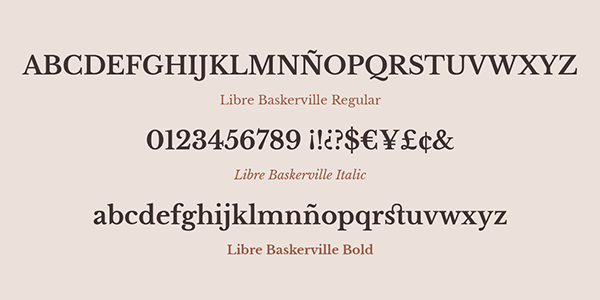 ABCDEFGHIJKLMNÑOPQRSTUVWXYZ
Libre Baskerville Regular
0123456789 ¡!¿?$€¥£¢&
Libre Baskerville Italic
abcdefghijklmnñopqrstuvwxyz
Libre Baskerville Bold